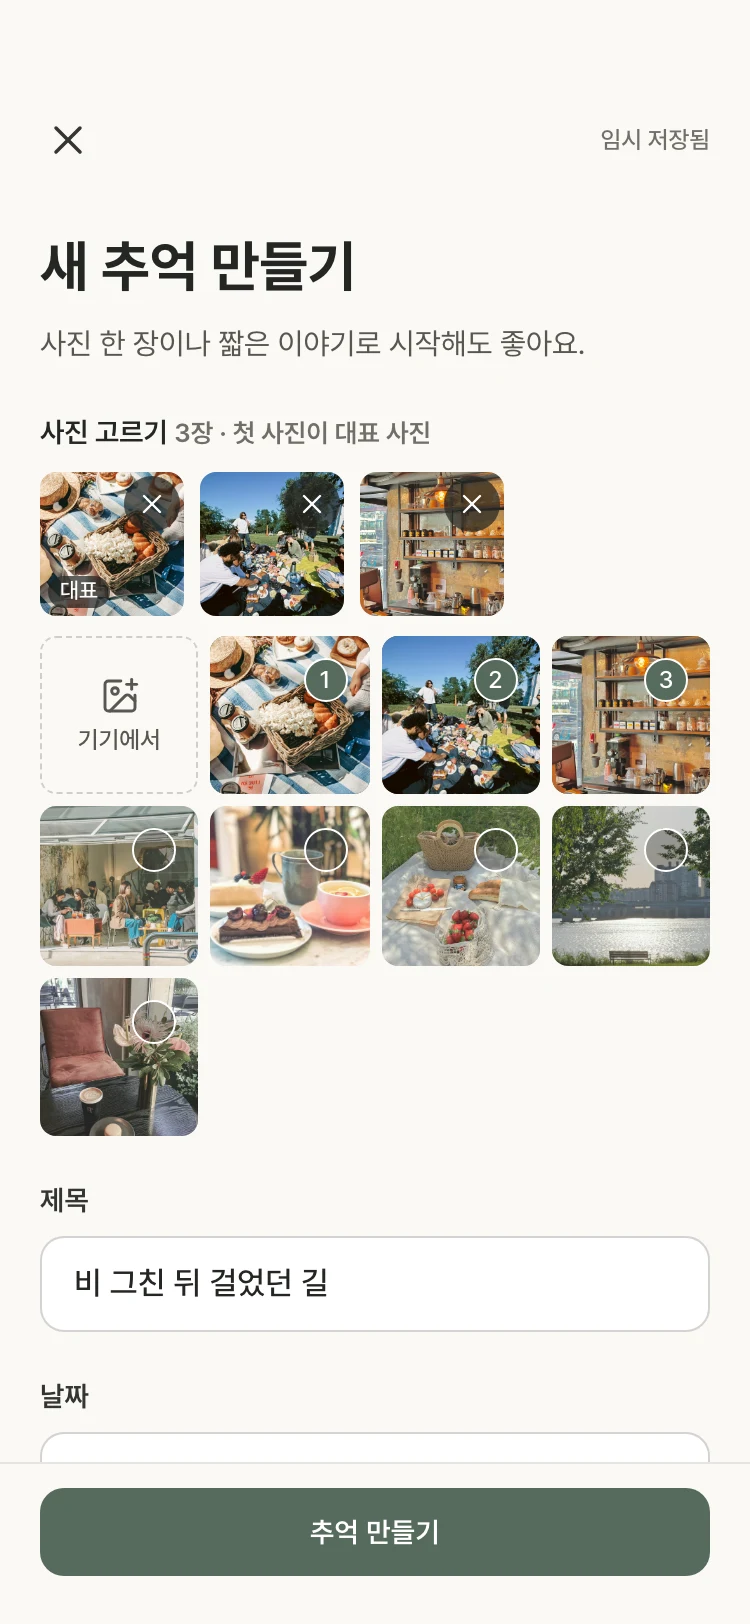 임시 저장됨
새 추억 만들기
사진 한 장이나 짧은 이야기로 시작해도 좋아요.
사진 고르기 3장 · 첫 사진이 대표 사진
대표
기기에서
1
2
3
제목
비 그친 뒤 걸었던 길
날짜
추억 만들기